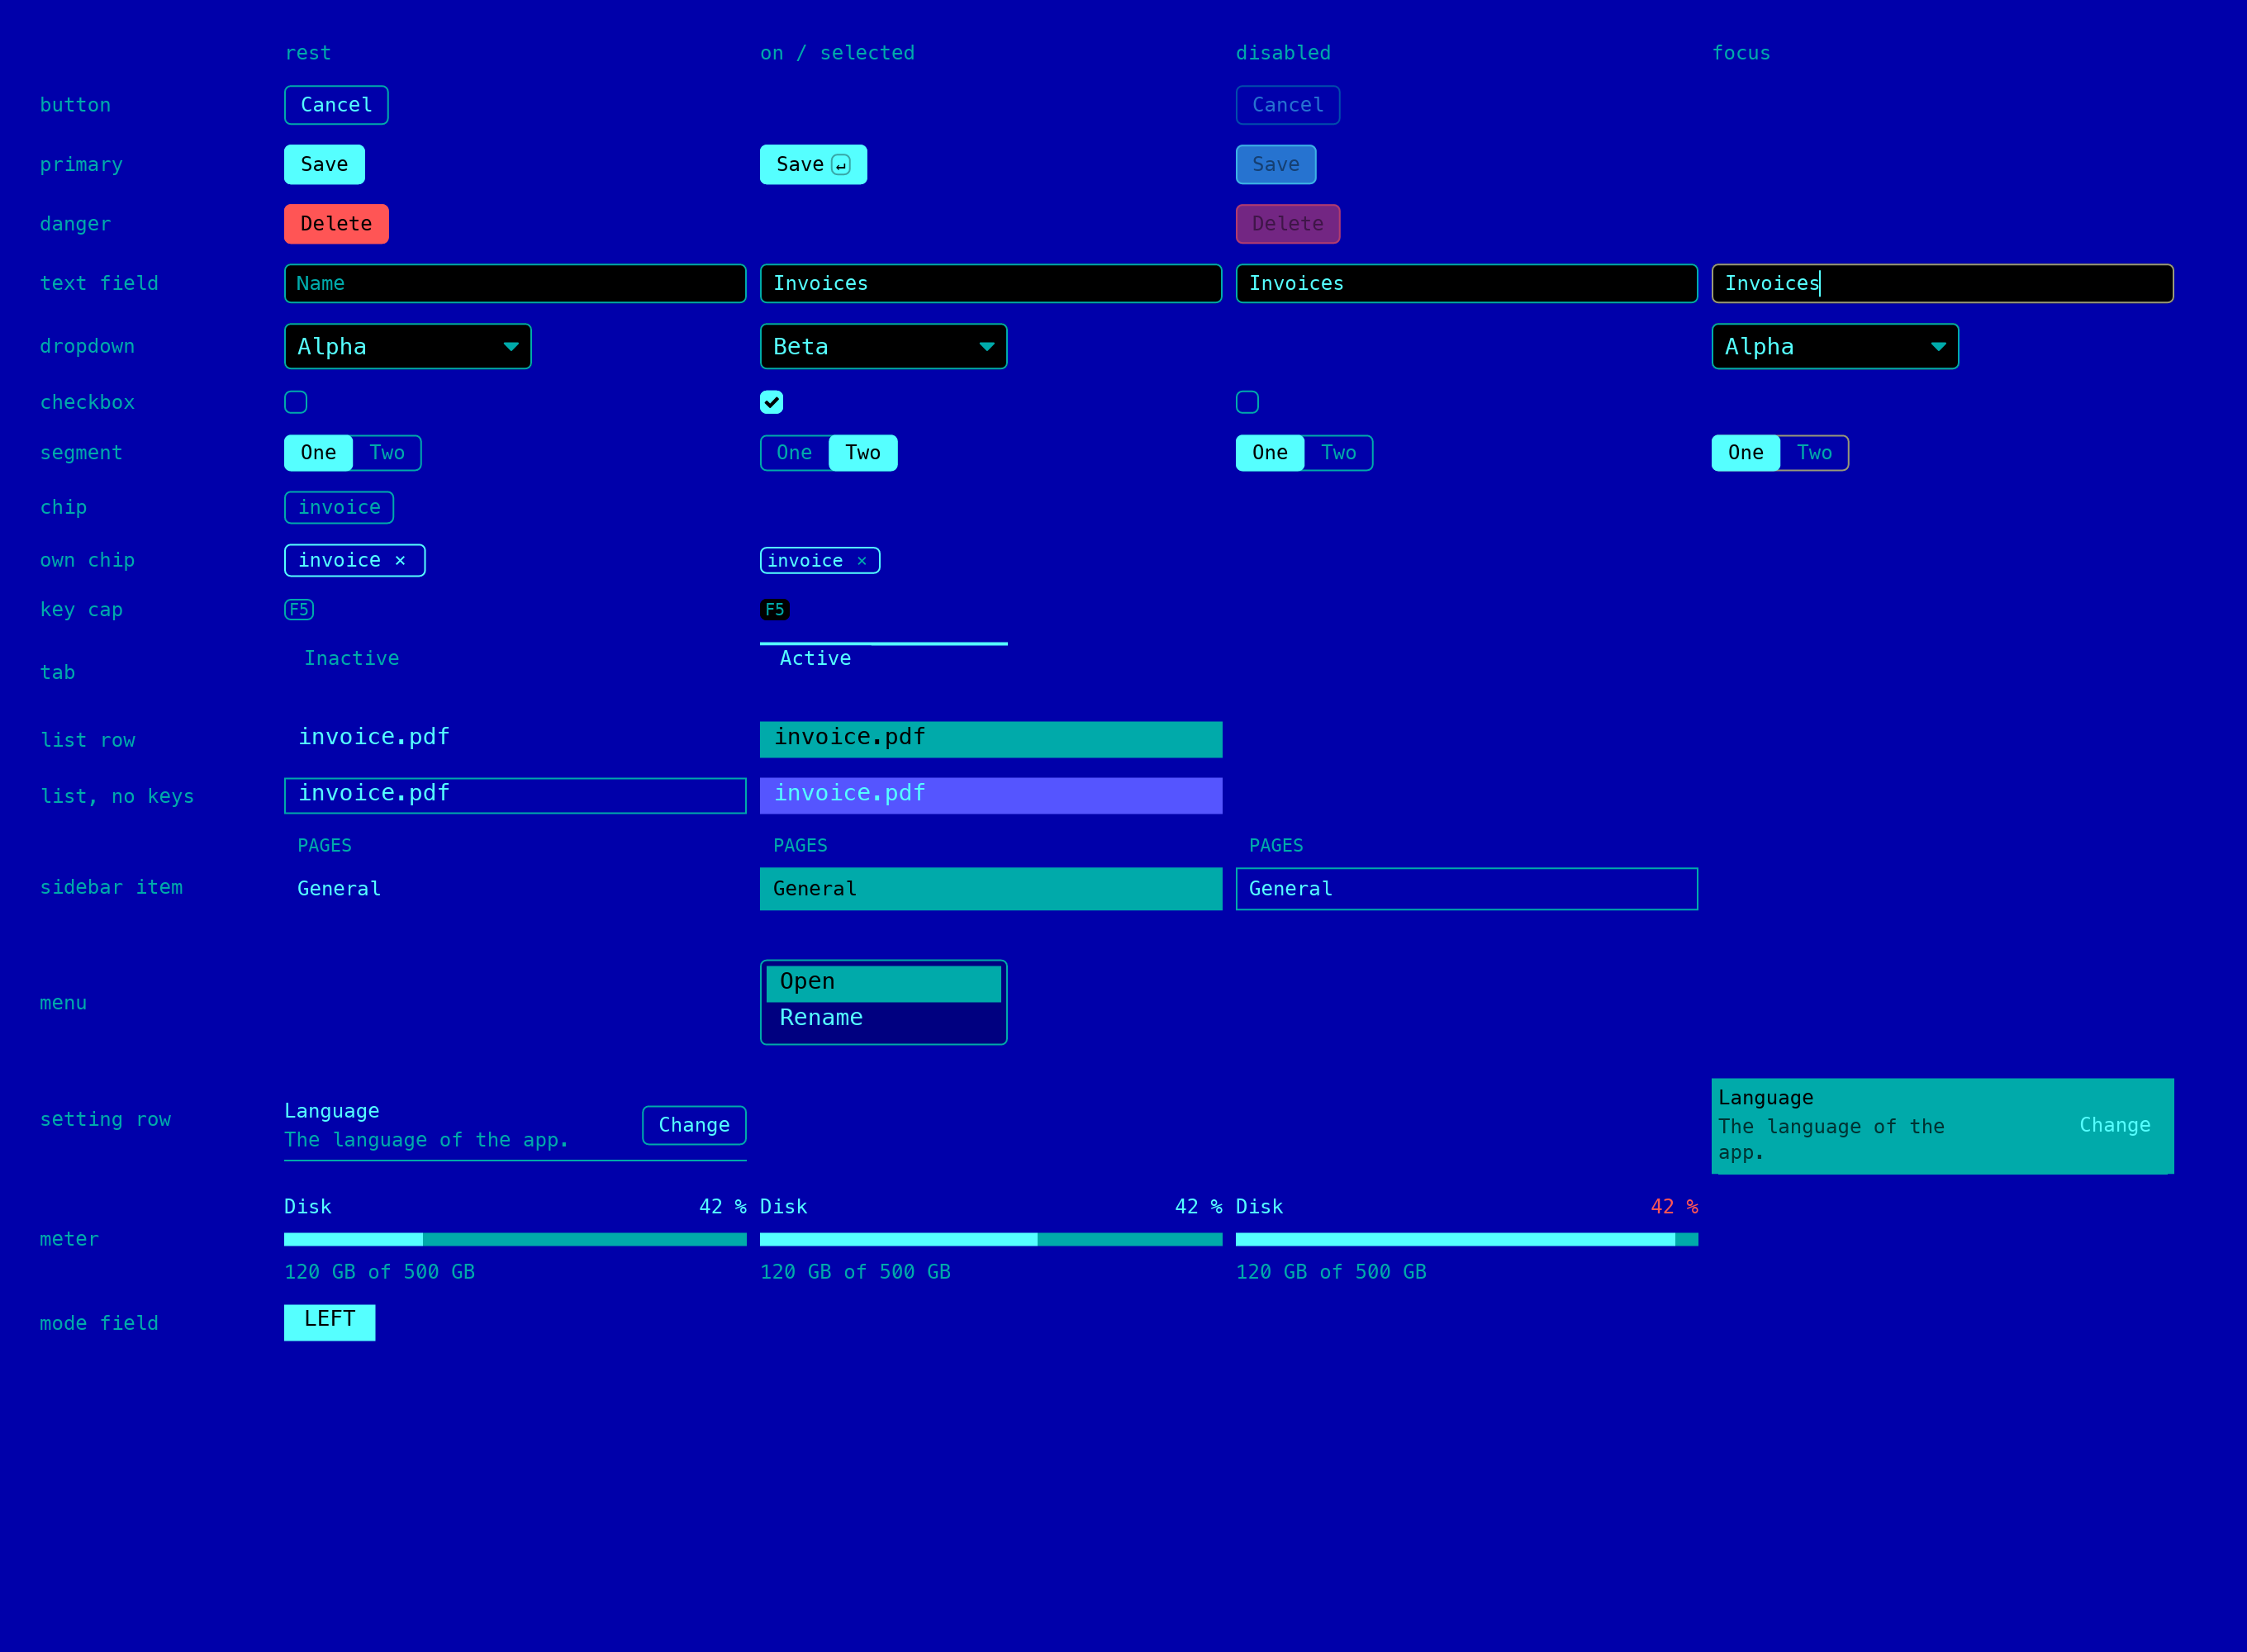 rest on / selected disabled focus
button Cancel Cancel
primary Save Save ↵ Save
danger Delete Delete
text field Name Invoices Invoices Invoices
dropdown Alpha Beta Alpha
checkbox
segment One Two One Two One Two One Two
chip invoice
own chip invoice × invoice ×
key cap F5 F5
tab Inactive Active
list row invoice.pdf invoice.pdf
list, no keys invoice.pdf invoice.pdf
PAGES PAGES PAGES
sidebar item General General General
Open
menu
Rename
Language Language
setting row Change The language of the Change
The language of the app. app.
Disk 42 % Disk 42 % Disk 42 %
meter
120 GB of 500 GB 120 GB of 500 GB 120 GB of 500 GB
mode field LEFT